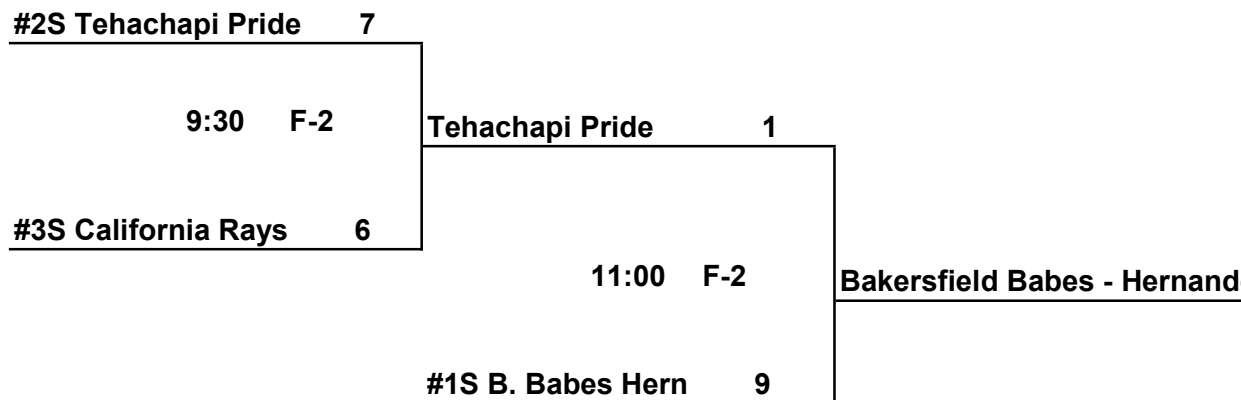 #2S Tehachapi Pride 7
9:30 F-2
Tehachapi Pride 1
#3S California Rays 6
11:00 F-2
Bakersfield Babes - Hernand
#1S B. Babes Hern 9